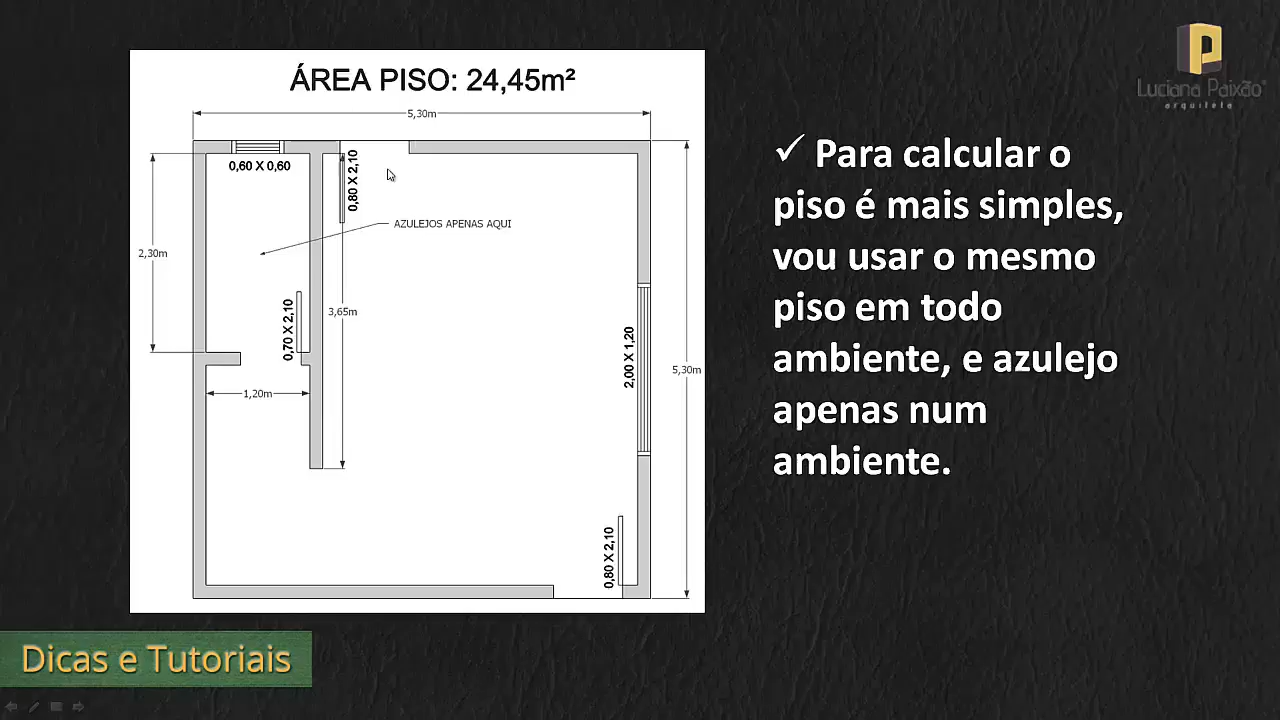 ÁREA PISO: 24,45m²
5,30m
0,60 X 0,60
0,80 X 2,10
AZULEJOS APENAS AQUI
2,30m
0,70 X 2,10
3,65m
2,00 X 1,20
5,30m
1,20m
0,80 X 2,10
✓ Para calcular o
piso é mais simples,
vou usar o mesmo
piso em todo
ambiente, e azulejo
apenas num
ambiente.
Luciana Paixão®
arquiteta
Dicas e Tutoriais